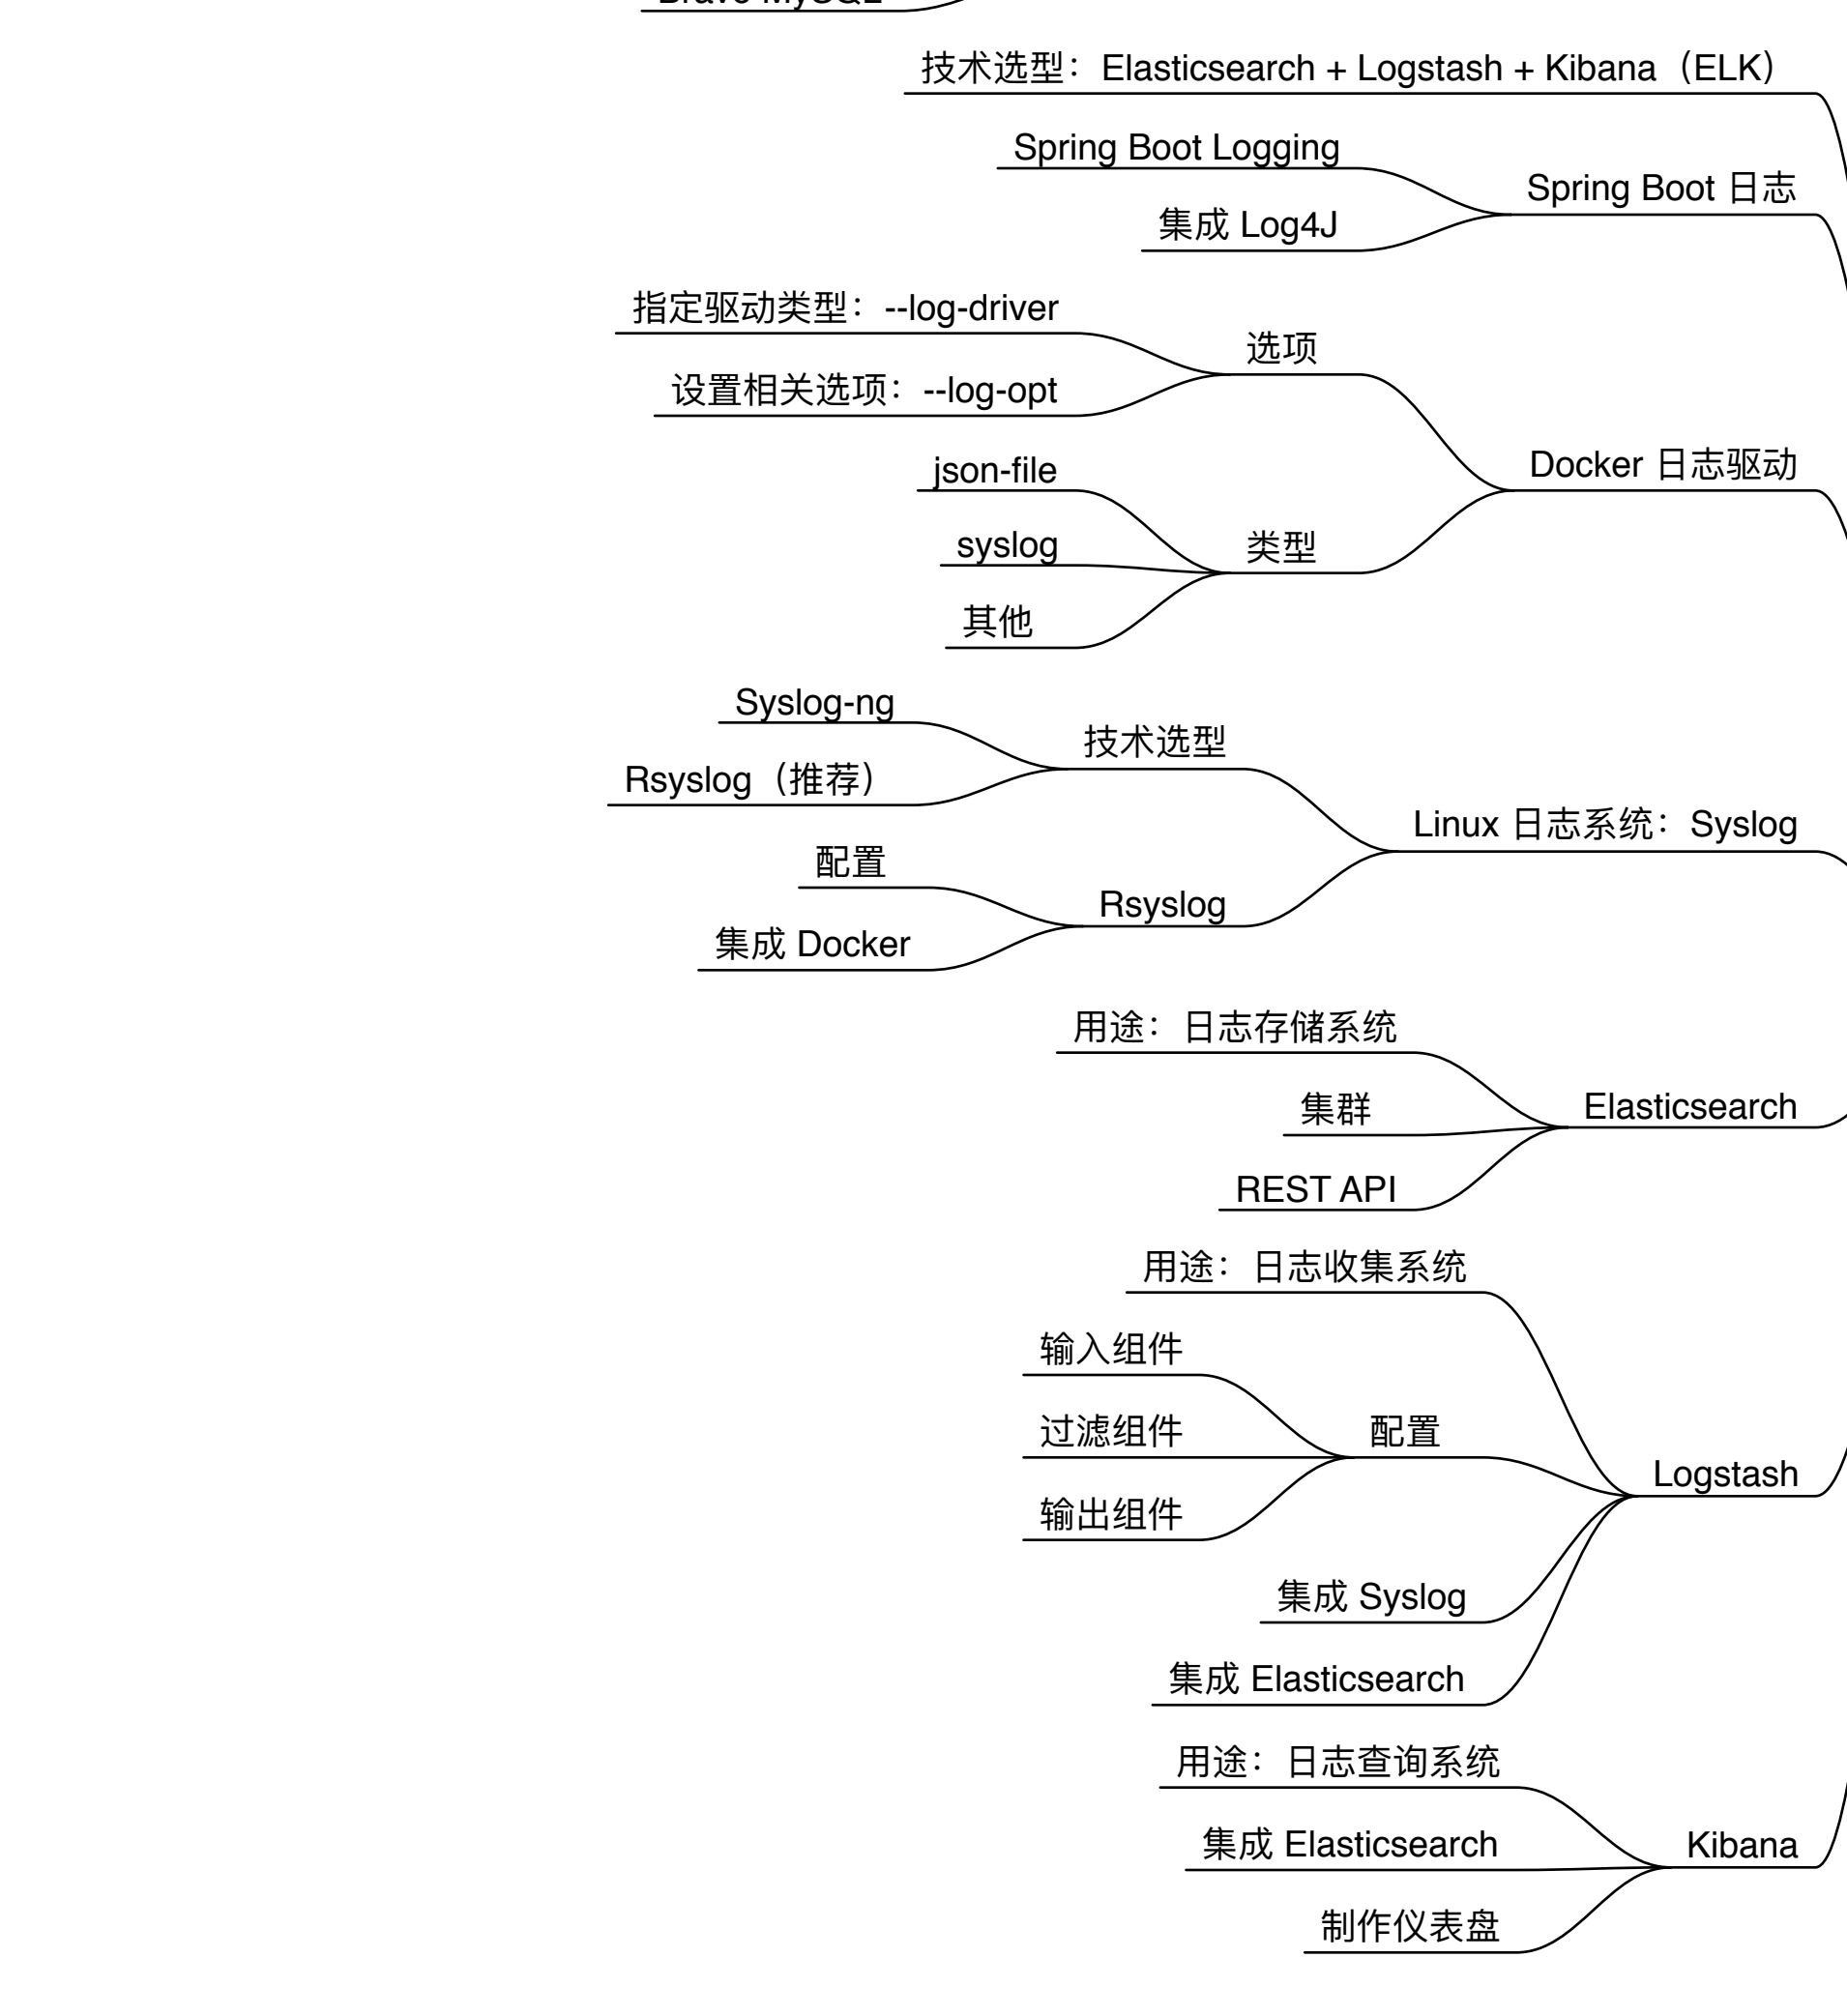 技术选型：Elasticsearch + Logstash + Kibana（ELK）
Spring Boot Logging
Spring Boot 日志
集成 Log4J
指定驱动类型：--log-driver
选项
设置相关选项：--log-opt
Docker 日志驱动
json-file
syslog
类型
其他
Syslog-ng
技术选型
Rsyslog（推荐）
Linux 日志系统：Syslog
配置
Rsyslog
集成 Docker
用途：日志存储系统
集群
Elasticsearch
REST API
用途：日志收集系统
输入组件
过滤组件
配置
Logstash
输出组件
集成 Syslog
集成 Elasticsearch
用途：日志查询系统
集成 Elasticsearch
Kibana
制作仪表盘